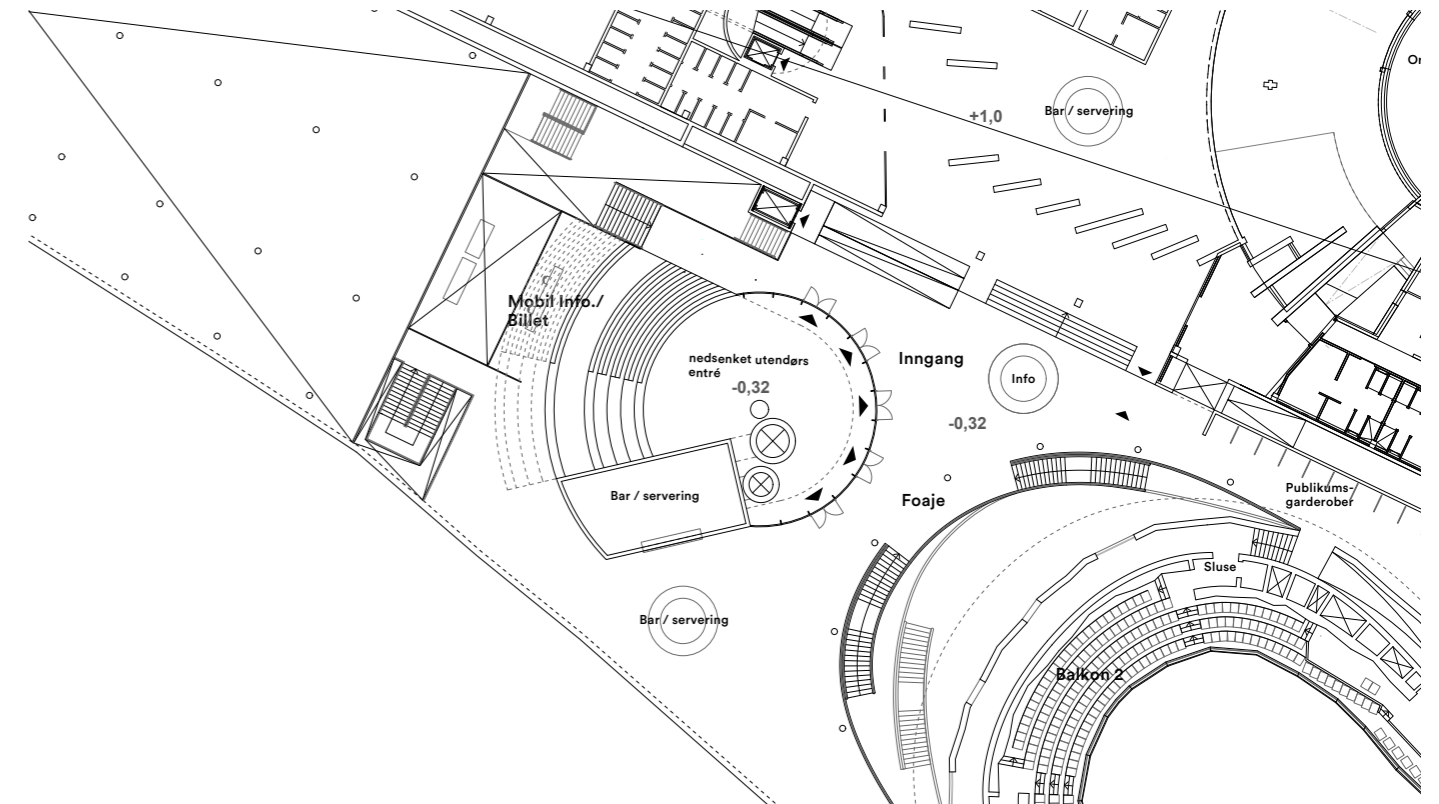 Or
Bar / servering
+1,0
Mobil Info./
Billet
nedsenket utendørs
entré
-0,32
Inngang
Info
-0,32
Bar / servering
Foaje
Publikums-
garderober
Sluse
Bar / servering
Balkon 2